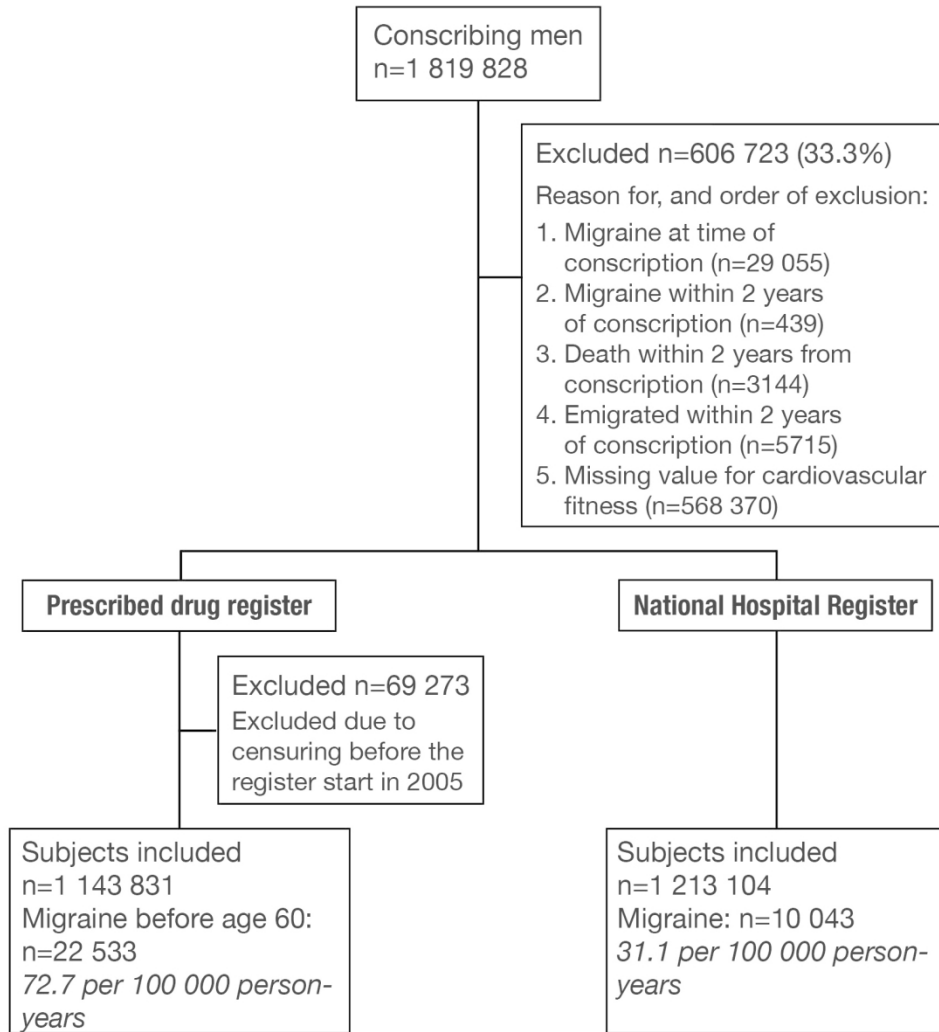 Conscribing men
n=1 819 828
Excluded n=606 723 (33.3%)
Reason for, and order of exclusion:
1. Migraine at time of
conscription (n=29 055)
2. Migraine within 2 years
of conscription (n=439)
3. Death within 2 years from
conscription (n=3144)
4. Emigrated within 2 years
of conscription (n=5715)
5. Missing value for cardiovascular
fitness (n=568 370)
Prescribed drug register
National Hospital Register
Excluded n=69 273
Excluded due to
censuring before the
register start in 2005
Subjects included
n=1 143 831
Migraine before age 60:
n=22 533
72.7 per 100 000 person-
years
Subjects included
n=1 213 104
Migraine: n=10 043
31.1 per 100 000 person-
years